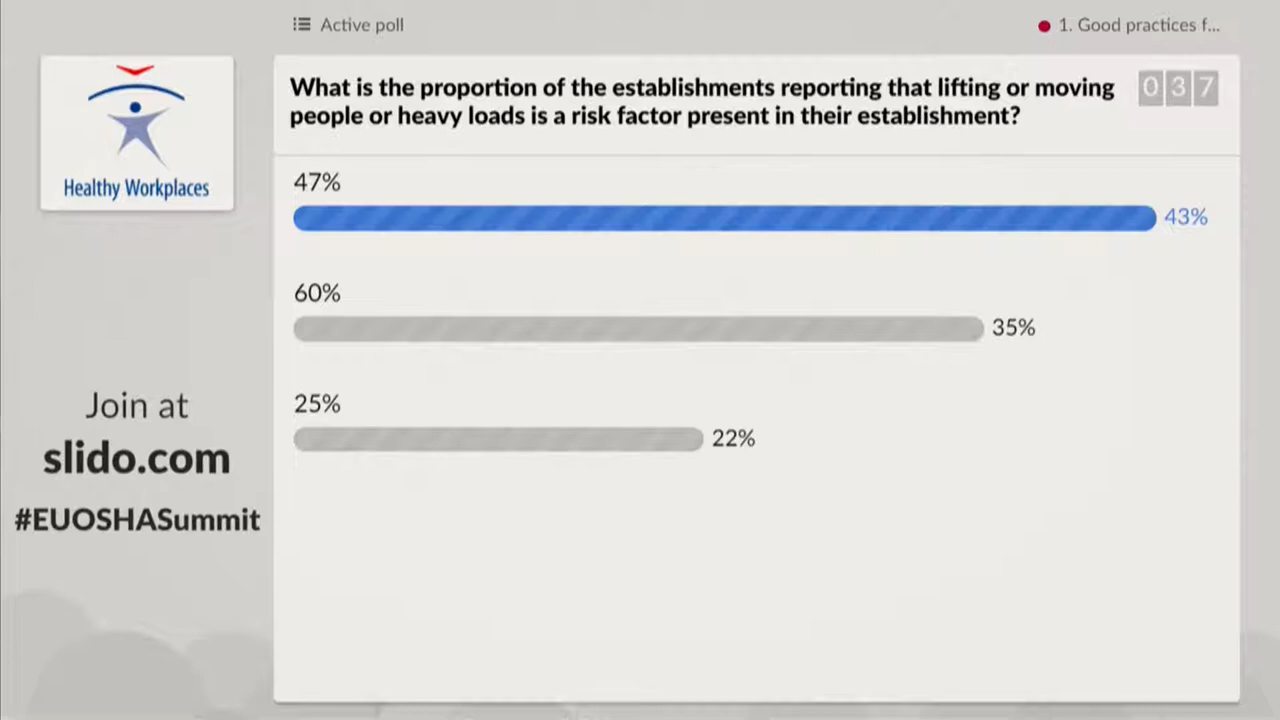 Active poll
1. Good practices f...
Healthy Workplaces
What is the proportion of the establishments reporting that lifting or moving
people or heavy loads is a risk factor present in their establishment?
037
47%
43%
60%
35%
25%
22%
Join at
slido.com
#EUOSHASummit